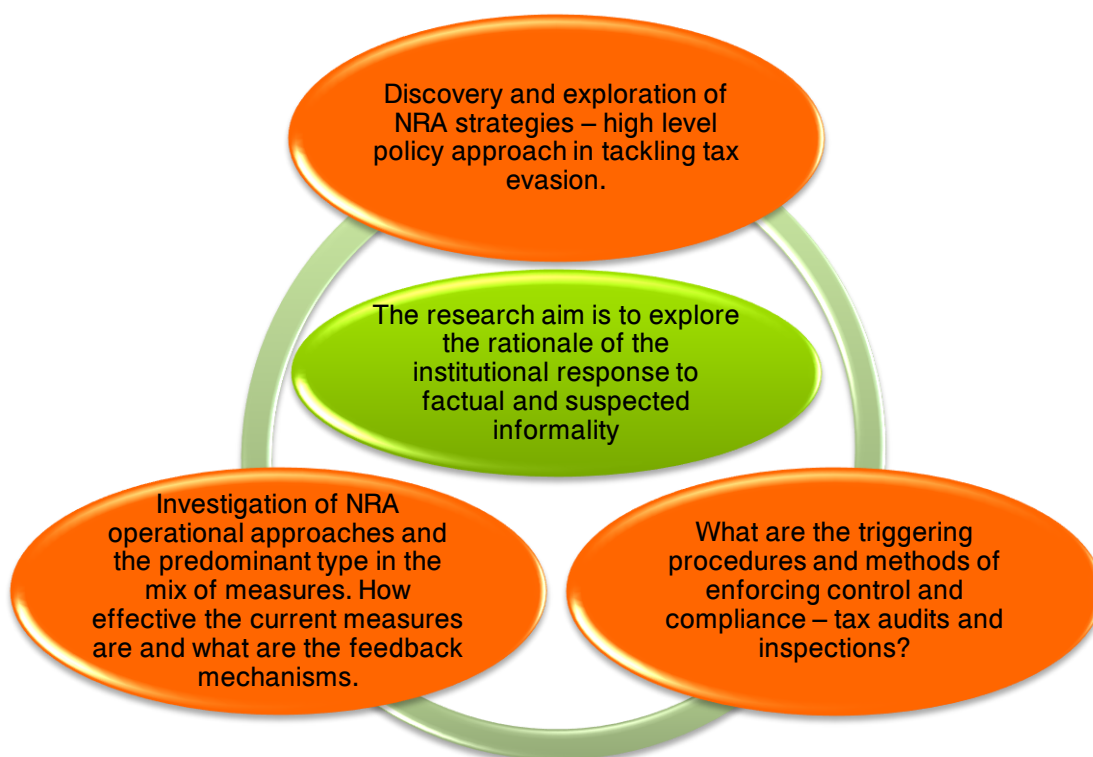 Discovery and exploration of
NRA strategies – high level
policy approach in tackling tax
evasion.
The research aim is to explore
the rationale of the
institutional response to
factual and suspected
informality
Investigation of NRA
operational approaches and
the predominant type in the
mix of measures. How
effective the current measures
are and what are the feedback
mechanisms.
What are the triggering
procedures and methods of
enforcing control and
compliance – tax audits and
inspections?